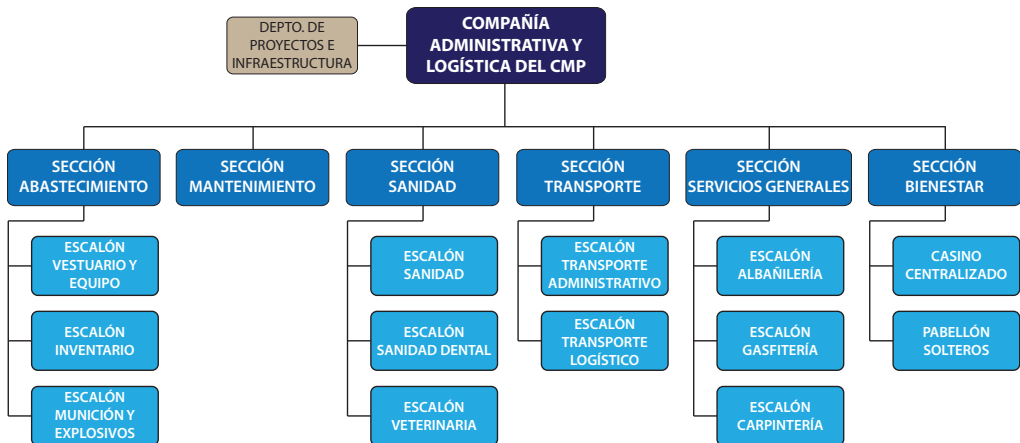 DEPTO. DE
PROYECTOS E
INFRAESTRUCTURA
COMPAÑÍA
ADMINISTRATIVA Y
LOGÍSTICA DEL CMP
SECCIÓN
ABASTECIMIENTO
SECCIÓN
MANTENIMIENTO
SECCIÓN
SANIDAD
SECCIÓN
TRANSPORTE
SECCIÓN
SERVICIOS GENERALES
SECCIÓN
BIENESTAR
ESCALÓN
VESTUARIO Y
EQUIPO
ESCALÓN
SANIDAD
ESCALÓN
TRANSPORTE
ADMINISTRATIVO
ESCALÓN
ALBAÑILERÍA
CASINO
CENTRALIZADO
ESCALÓN
INVENTARIO
ESCALÓN
SANIDAD DENTAL
ESCALÓN
TRANSPORTE
LOGÍSTICO
ESCALÓN
GASFITERÍA
PABELLÓN
SOLTEROS
ESCALÓN
MUNICIÓN Y
EXPLOSIVOS
ESCALÓN
VETERINARIA
ESCALÓN
CARPINTERÍA